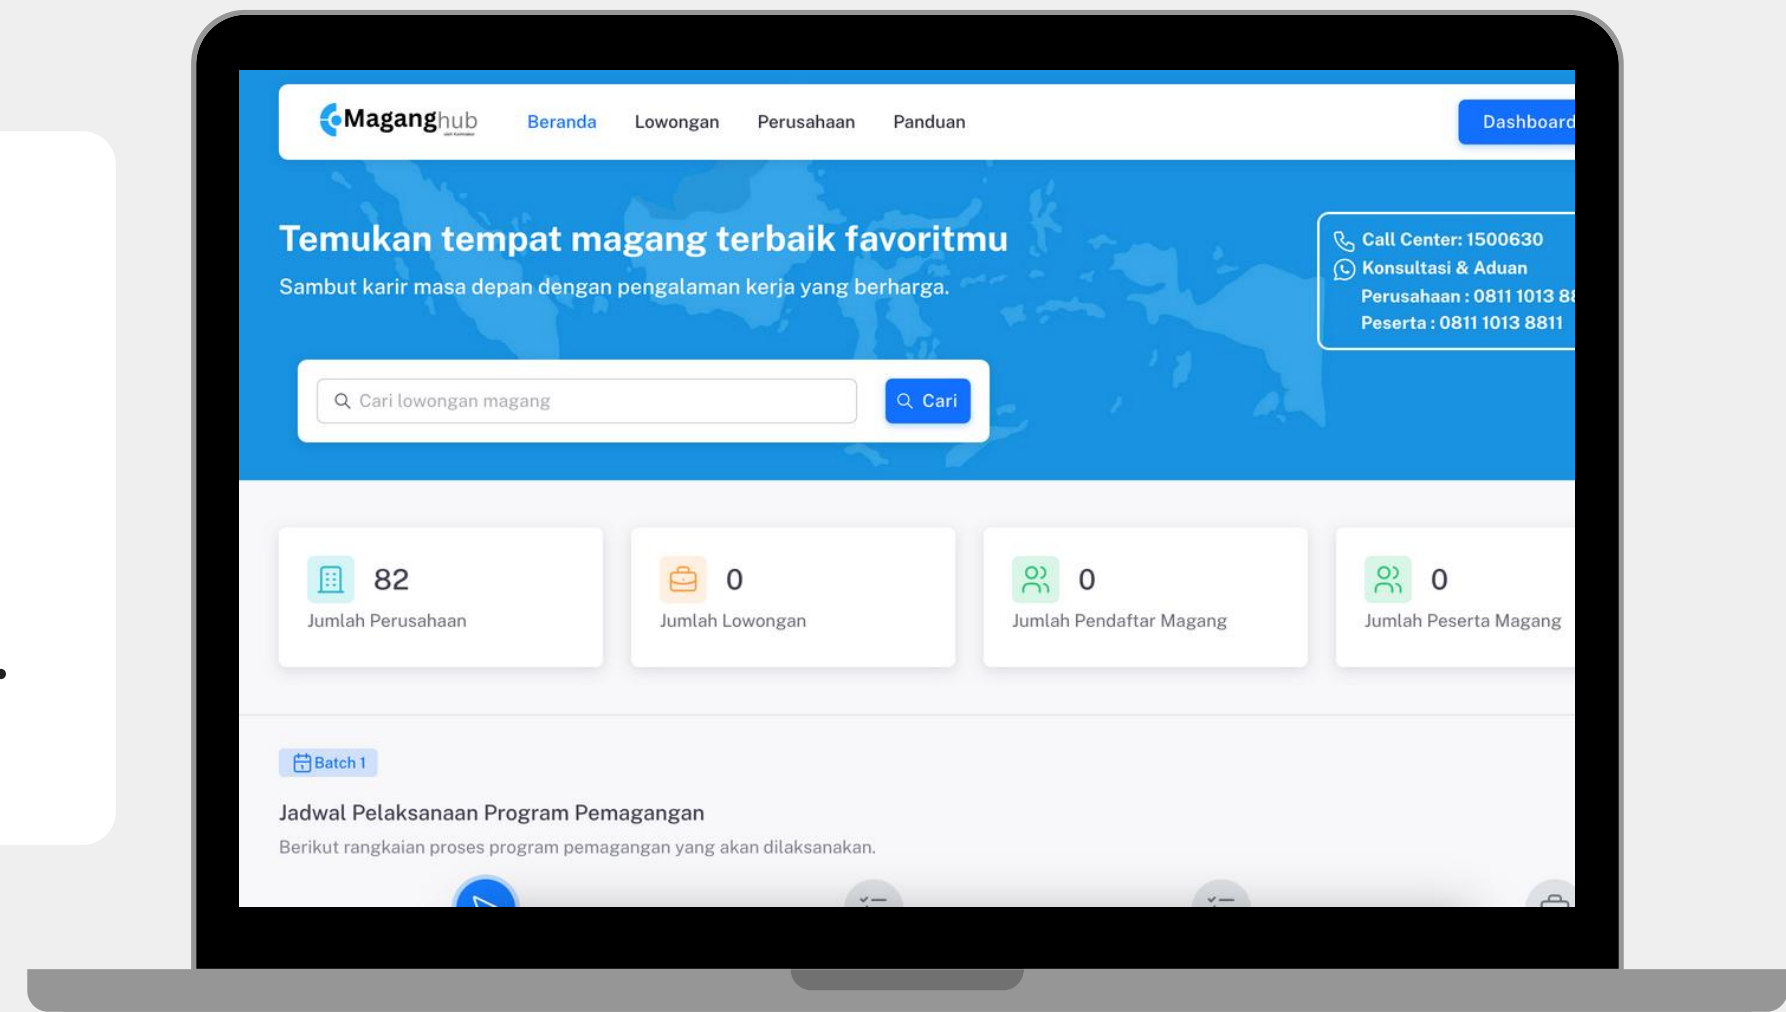 Maganghub
Beranda
Lowongan
Perusahaan
Panduan
Dashboard
Temukan tempat magang terbaik favoritmu
Sambut karir masa depan dengan pengalaman kerja yang berharga.
Call Center: 1500630
Konsultasi & Aduan
Perusahaan : 0811 1013 8
Peserta : 0811 1013 8811
Cari lowongan magang
Cari
82
Jumlah Perusahaan
0
Jumlah Lowongan
0
Jumlah Pendaftar Magang
0
Jumlah Peserta Magang
Batch 1
Jadwal Pelaksanaan Program Pemagangan
Berikut rangkaian proses program pemagangan yang akan dilaksanakan.